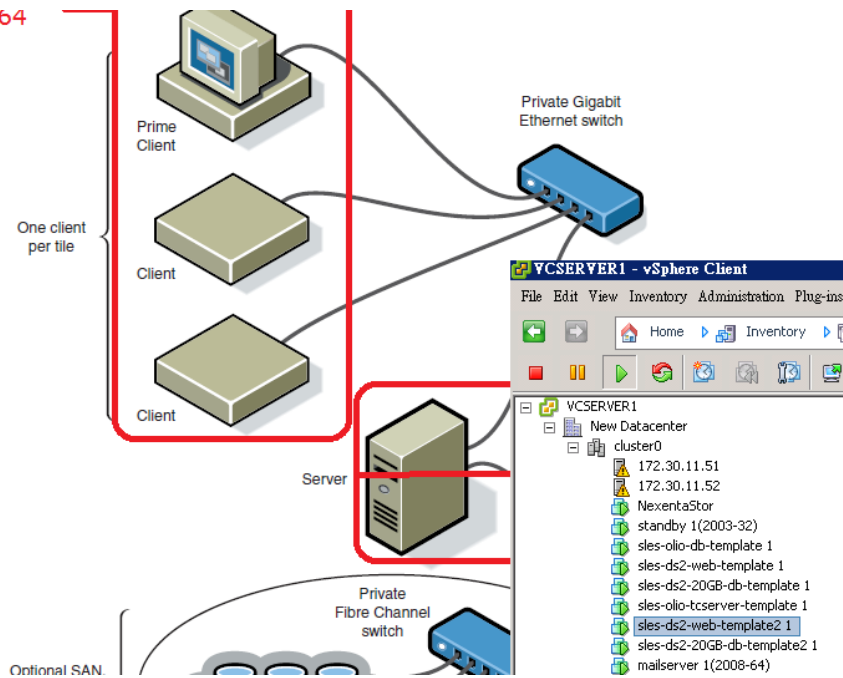 64
Private Gigabit
Ethernet switch
Prime
Client
One client
per tile
Client
Client
Server
Private
Fibre Channel
switch
Optional SAN,
VCSERVER1 - vSphere Client
File Edit View Inventory Administration Plug-ins
Home Inventory
VCSERVER1
New Datacenter
cluster0
172.30.11.51
172.30.11.52
NexentaStor
standby 1(2003-32)
sles-olio-db-template 1
sles-ds2-web-template 1
sles-ds2-20GB-db-template 1
sles-olio-tcserver-template 1
sles-ds2-web-template2 1
sles-ds2-20GB-db-template2 1
mailserver 1(2008-64)